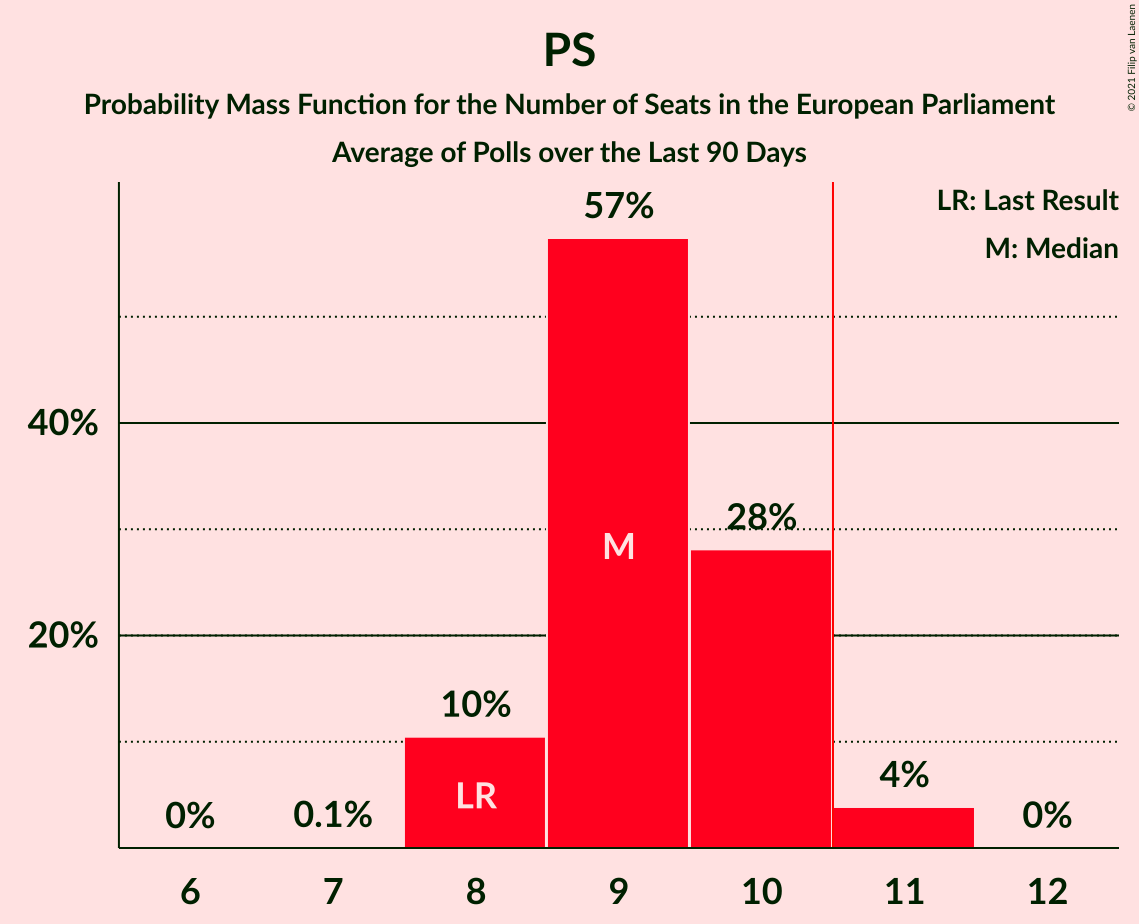 PS
Probability Mass Function for the Number of Seats in the European Parliament
Average of Polls over the Last 90 Days
© 2021 Filip van Laenen
LR: Last Result
M: Median
57%
40%
28%
M
20%
10%
4%
LR
0%
0.1%
0%
6 7 8 9 10 11 12